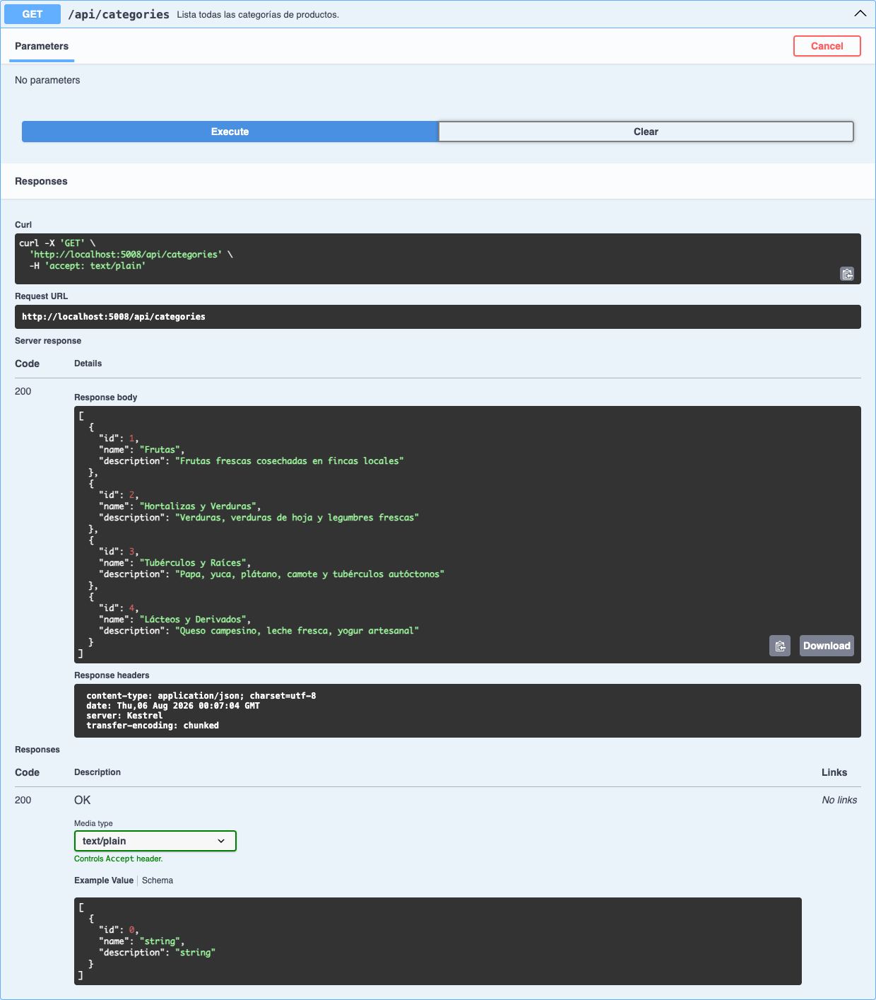 GET /api/categories Lista todas las categorías de productos.
Parameters
Cancel
No parameters
Execute
Clear
Responses
Curl
curl -X 'GET' \
  'http://localhost:5008/api/categories' \
  -H 'accept: text/plain'
Request URL
http://localhost:5008/api/categories
Server response
Code Details
200
Response body
[
  {
    "id": 1,
    "name": "Frutas",
    "description": "Frutas frescas cosechadas en fincas locales"
  },
  {
    "id": 2,
    "name": "Hortalizas y Verduras",
    "description": "Verduras, verduras de hoja y legumbres frescas"
  },
  {
    "id": 3,
    "name": "Tubérculos y Raíces",
    "description": "Papa, yuca, plátano, camote y tubérculos autóctonos"
  },
  {
    "id": 4,
    "name": "Lácteos y Derivados",
    "description": "Queso campesino, leche fresca, yogur artesanal"
  }
]
Download
Response headers
content-type: application/json; charset=utf-8
date: Thu,06 Aug 2026 00:07:04 GMT
server: Kestrel
transfer-encoding: chunked
Responses
Code Description Links
200 OK No links
Media type
text/plain
Controls Accept header.
Example Value Schema
[
  {
    "id": 0,
    "name": "string",
    "description": "string"
  }
]